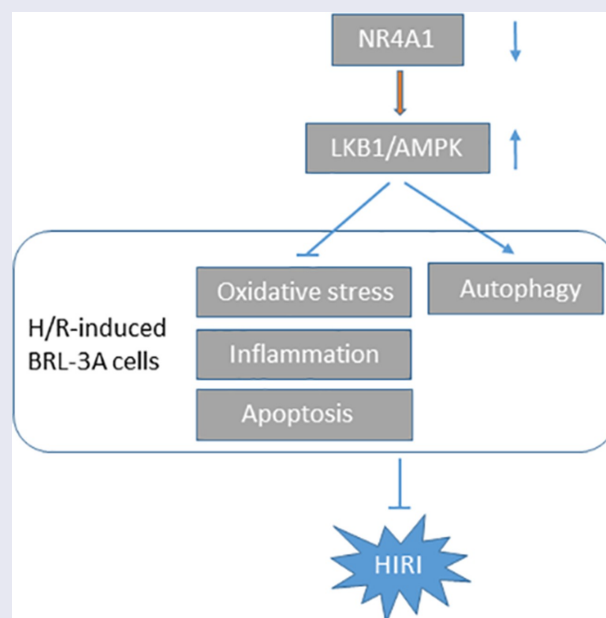 NR4A1
LKB1/AMPK
Oxidative stress
Autophagy
H/R-induced
BRL-3A cells
Inflammation
Apoptosis
HIRI